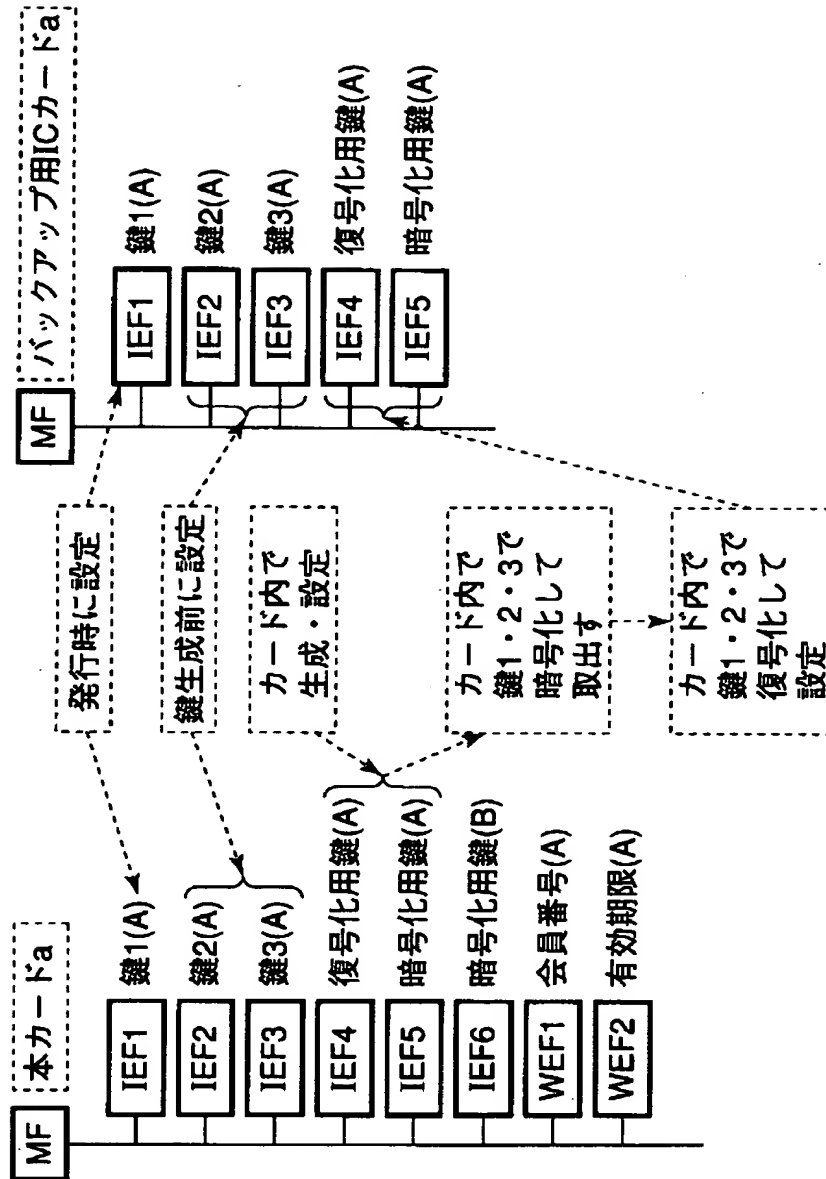 MF
本カードa
IEF1
鍵1(A)
IEF2
鍵2(A)
IEF3
鍵3(A)
IEF4
復号化用鍵(A)
IEF5
暗号化用鍵(A)
IEF6
暗号化用鍵(B)
WEF1
会員番号(A)
WEF2
有効期限(A)
発行時に設定
鍵生成前に設定
カード内で
生成・設定
カード内で
鍵1・2・3で
暗号化して
取出す
カード内で
鍵1・2・3で
復号化して
設定
MF
バックアップ用ICカードa
IEF1
鍵1(A)
IEF2
鍵2(A)
IEF3
鍵3(A)
IEF4
復号化用鍵(A)
IEF5
暗号化用鍵(A)